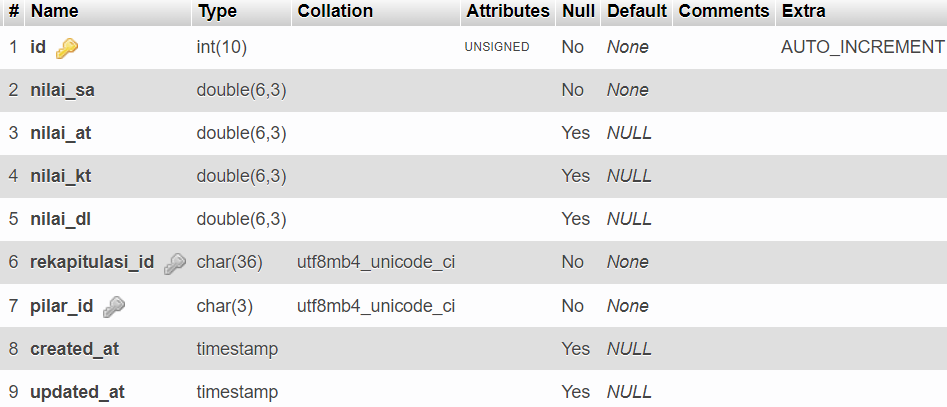 # Name Type Collation Attributes Null Default Comments Extra
1 id int(10) UNSIGNED No None AUTO_INCREMENT
2 nilai_sa double(6,3) No None
3 nilai_at double(6,3) Yes NULL
4 nilai_kt double(6,3) Yes NULL
5 nilai_dl double(6,3) Yes NULL
6 rekapitulasi_id char(36) utf8mb4_unicode_ci No None
7 pilar_id char(3) utf8mb4_unicode_ci No None
8 created_at timestamp Yes NULL
9 updated_at timestamp Yes NULL